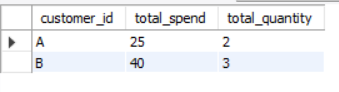 customer_id total_spend total_quantity
A 25 2
B 40 3